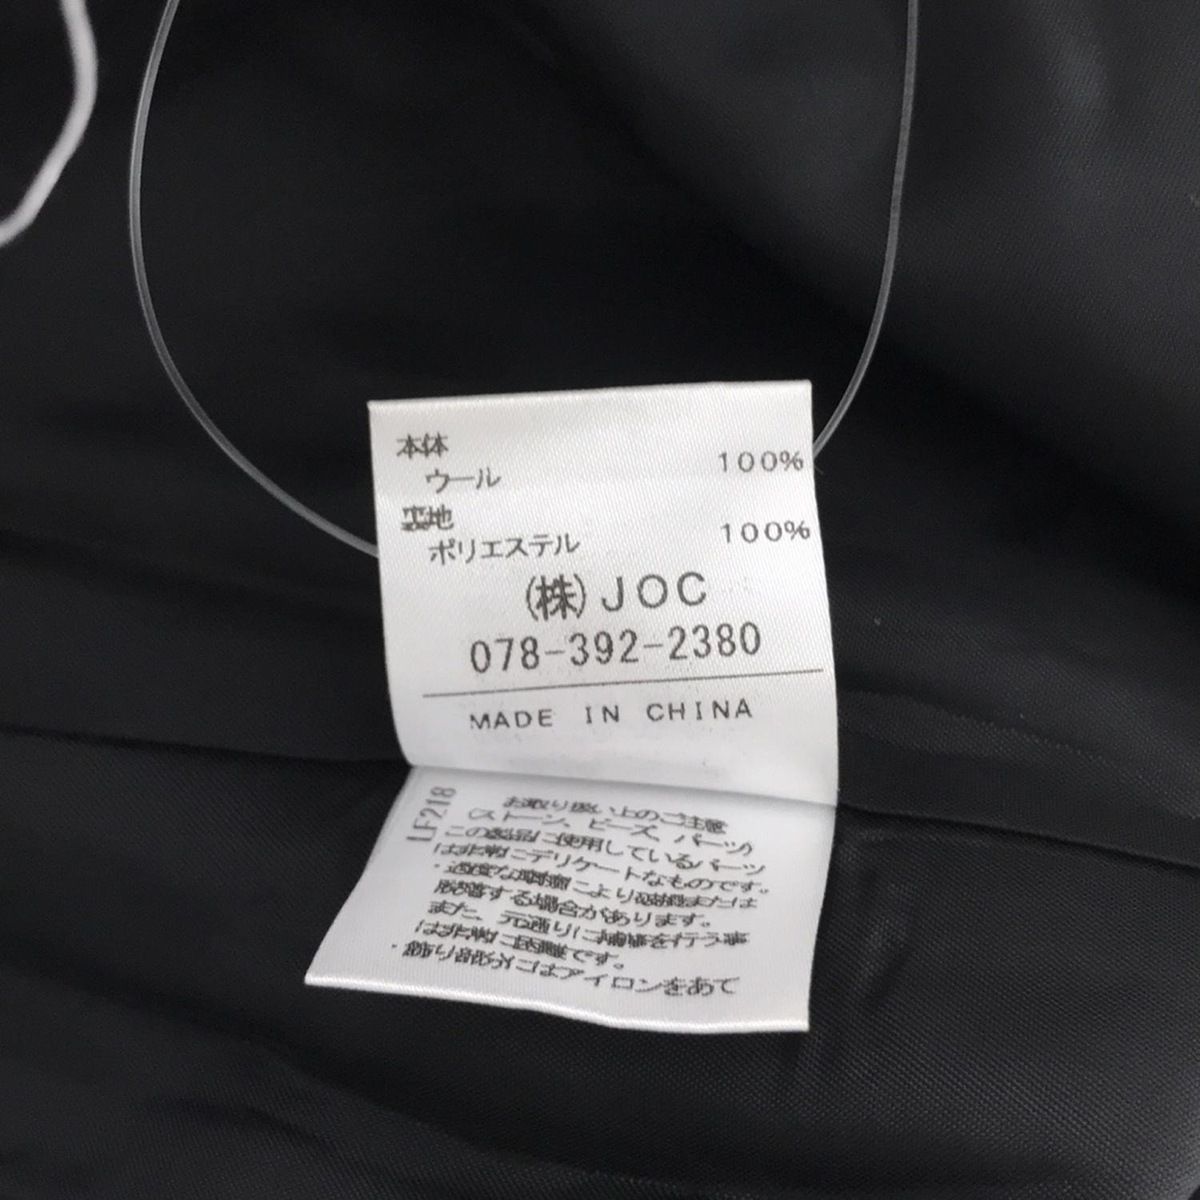 本体
ウール 100%
裏地
ポリエステル 100%
(株)JOC
078-392-2380
MADE IN CHINA
LF218
お取り扱い上のご注意
(ストーン、ビーズ、パーツ)
この製品に使用しているパーツ
は非常にデリケートなものです。
・過度な摩擦により破損または
脱落する場合があります。
また、元通りに補修を行う事
は非常に困難です。
・飾り部分にはアイロンをあて